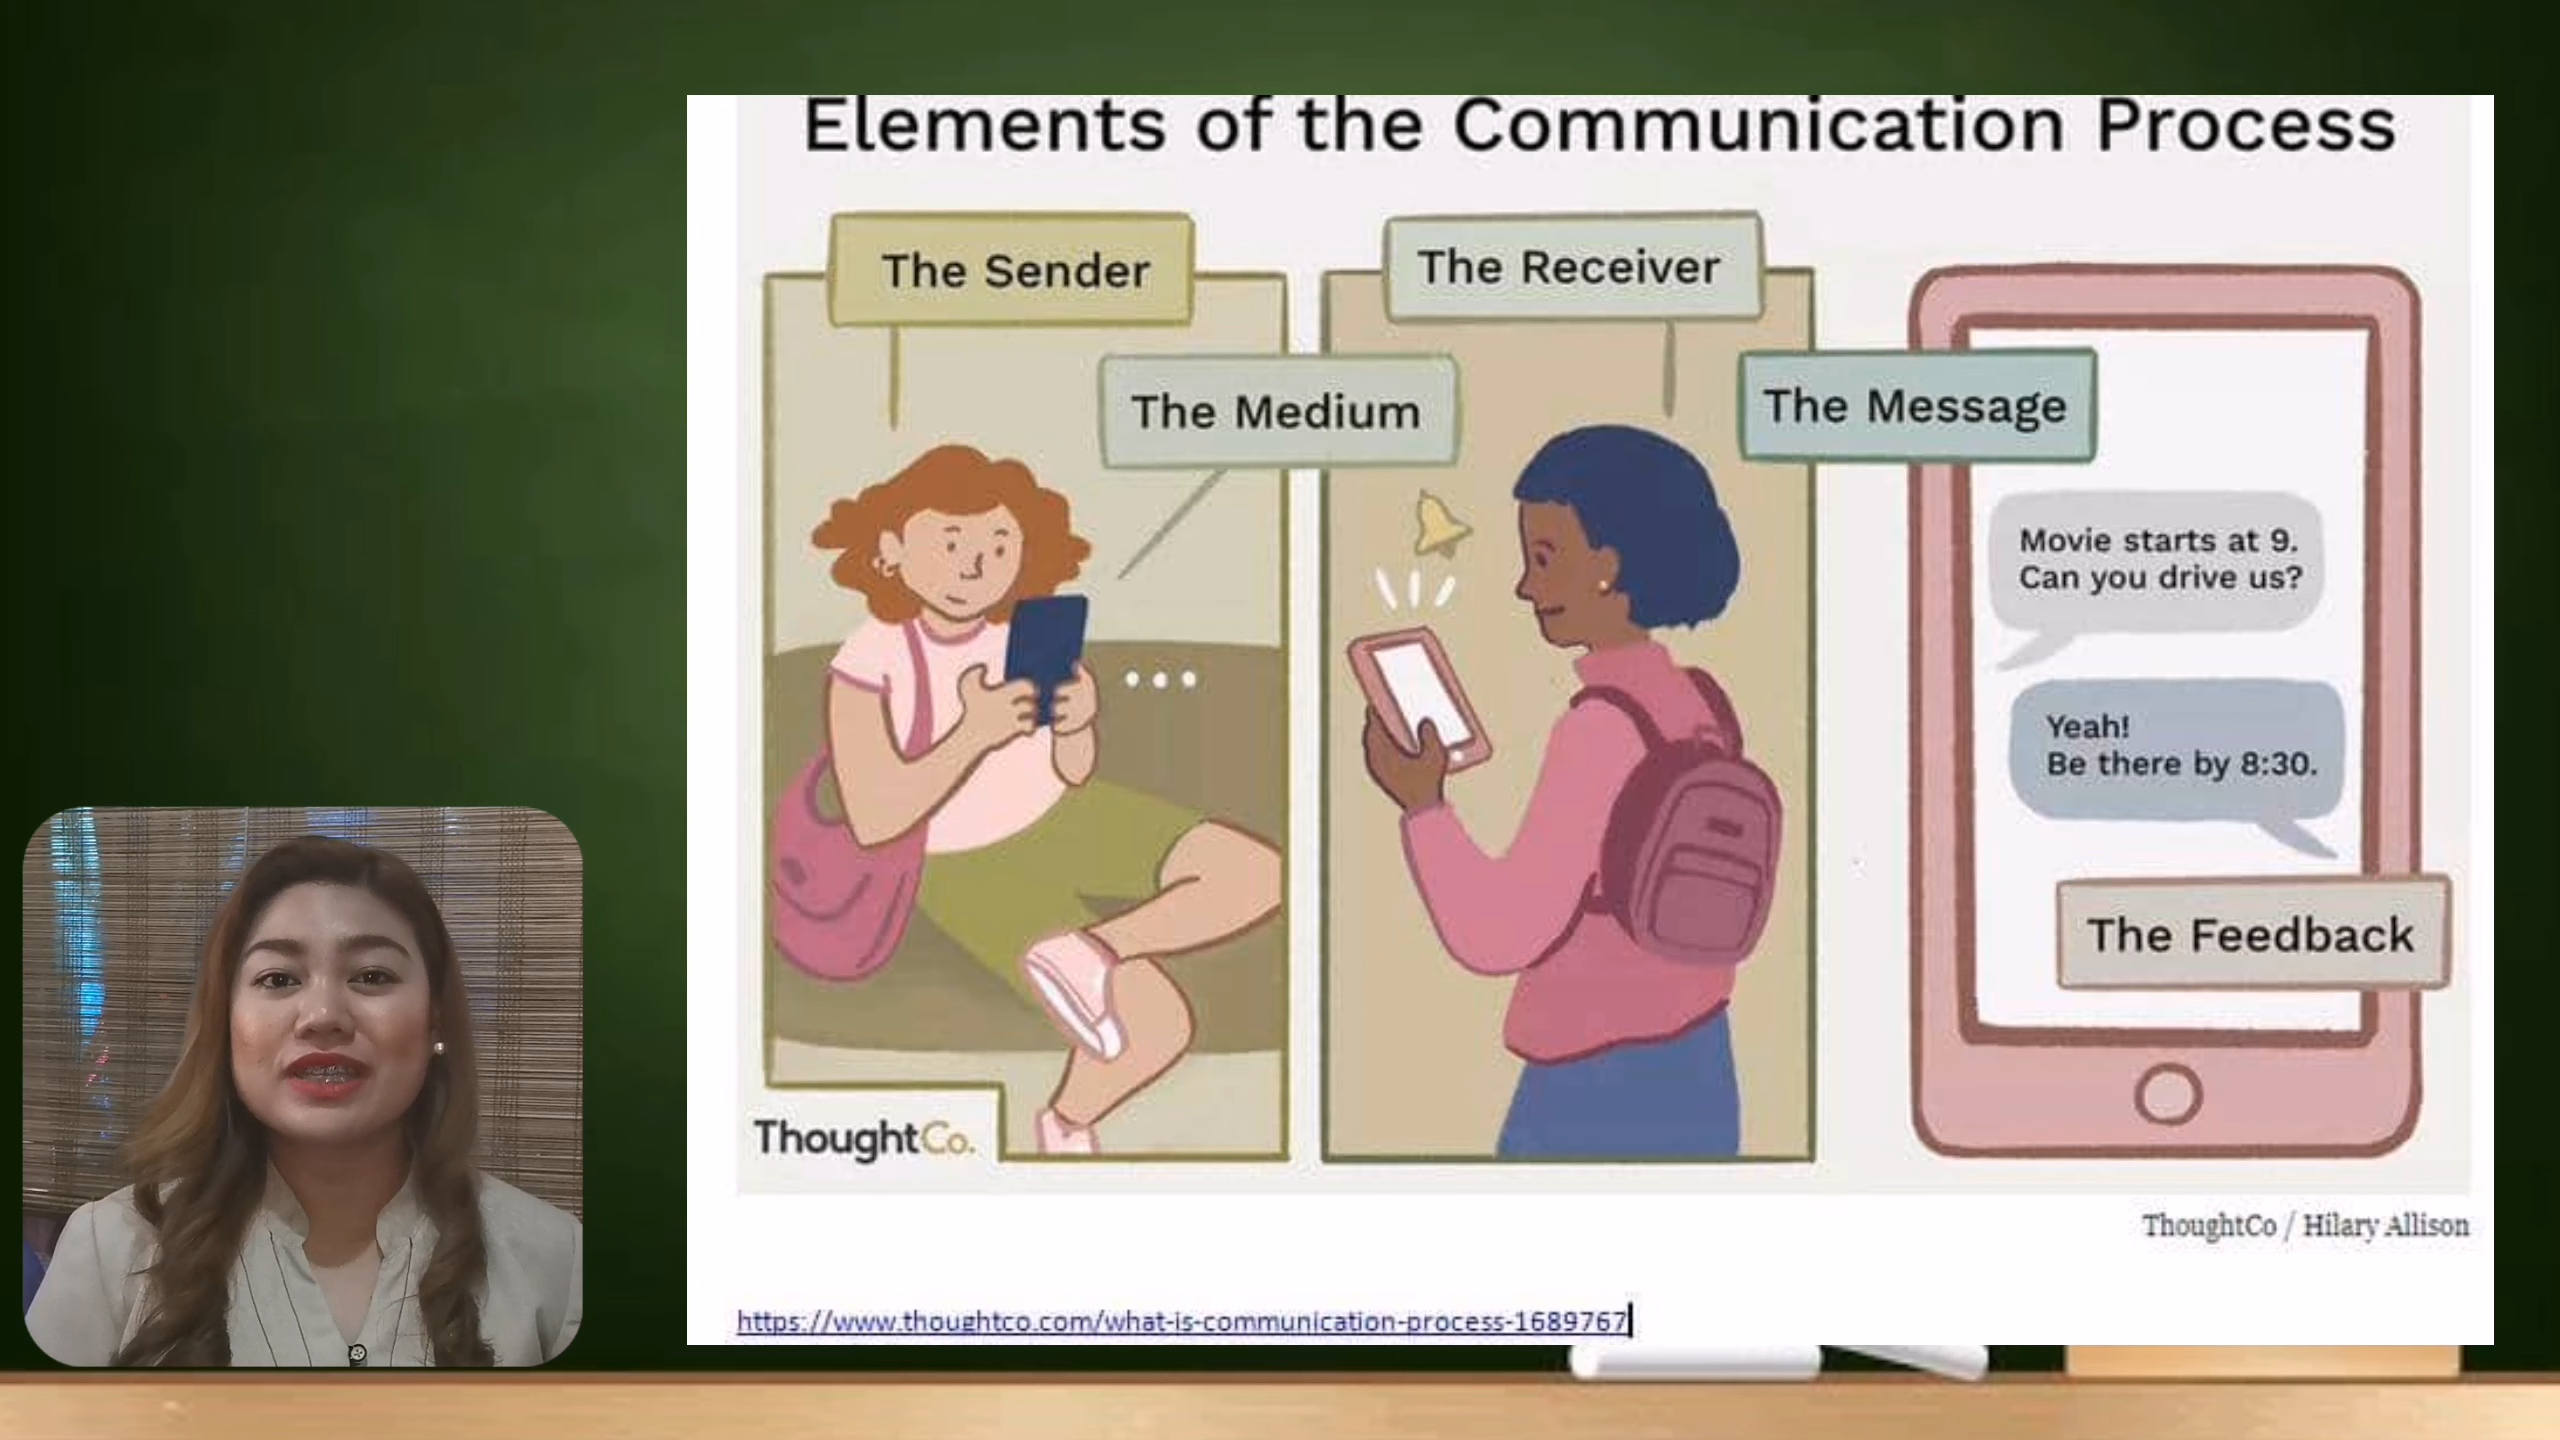 Elements of the Communication Process
The Sender
The Receiver
The Medium
The Message
Movie starts at 9.
Can you drive us?
Yeah!
Be there by 8:30.
The Feedback
ThoughtCo.
ThoughtCo / Hilary Allison
https://www.thoughtco.com/what-is-communication-process-1689767